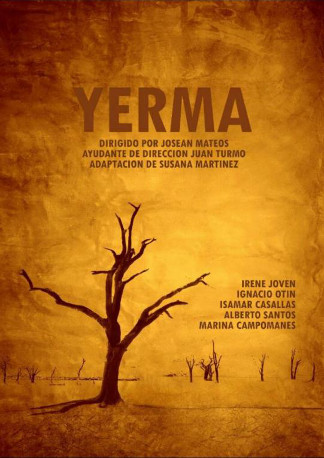 YERMA
DIRIGIDO POR JOSEAN MATEOS
AYUDANTE DE DIRECCION JUAN TURMO
ADAPTACION DE SUSANA MARTINEZ
IRENE JOVEN
IGNACIO OTIN
ISAMAR CASALLAS
ALBERTO SANTOS
MARINA CAMPOMANES